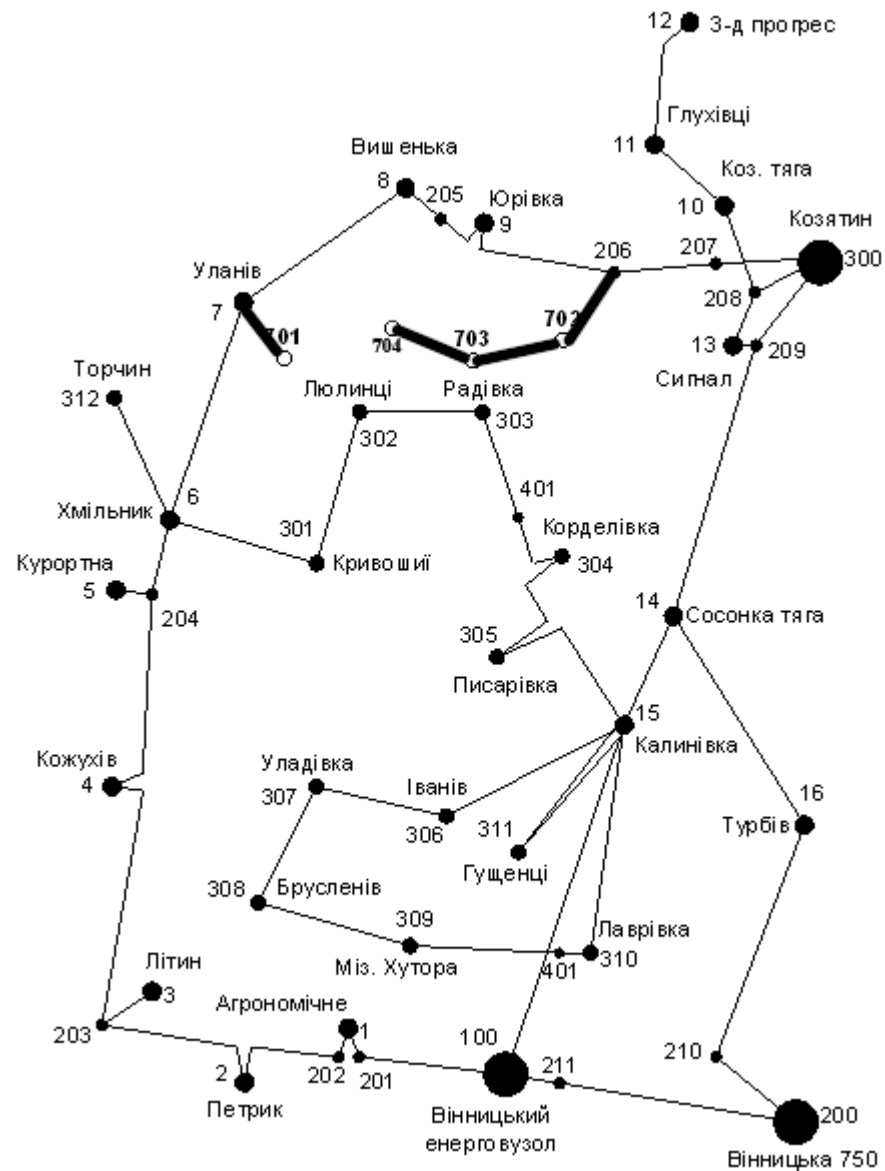 12
З-д прогрес
Глухівці
11
Вишенька
8
205
Юрівка
9
Коз. тяга
10
Козятин
206
207
300
Уланів
7
208
701
704
703
702
13
209
Сигнал
Торчин
312
Люлинці
Радівка
302
303
6
401
Хмільник
301
Корделівка
Курортна
Кривошиї
304
5
204
14
Сосонка тяга
305
Писарівка
15
Калинівка
Кожухів
4
Уладівка
Іванів
16
307
306
311
Турбів
Гущенці
308
Брусленів
309
Лаврівка
Міз. Хутора
401
310
Літин
3
Агрономічне
1
100
203
210
2
202
201
211
Петрик
Вінницький
енерговузол
200
Вінницька 750